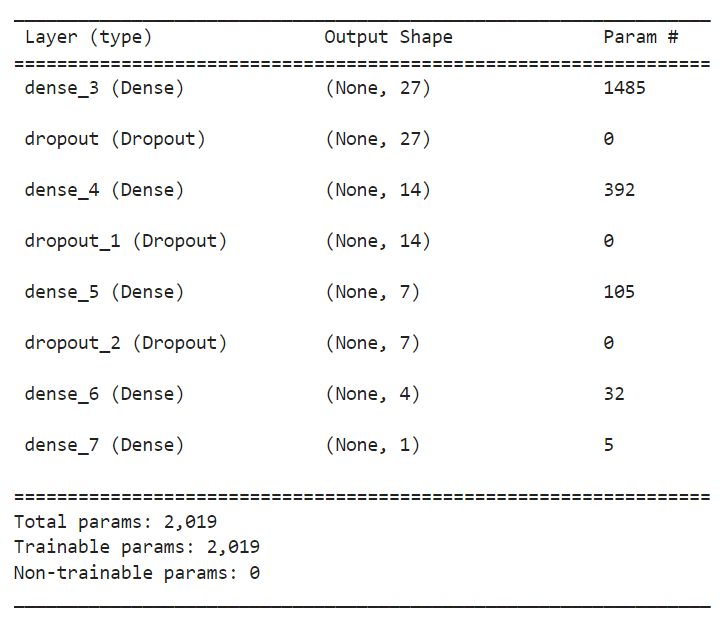 Layer (type) Output Shape Param #
=================================================================
dense_3 (Dense) (None, 27) 1485
dropout (Dropout) (None, 27) 0
dense_4 (Dense) (None, 14) 392
dropout_1 (Dropout) (None, 14) 0
dense_5 (Dense) (None, 7) 105
dropout_2 (Dropout) (None, 7) 0
dense_6 (Dense) (None, 4) 32
dense_7 (Dense) (None, 1) 5
=================================================================
Total params: 2,019
Trainable params: 2,019
Non-trainable params: 0